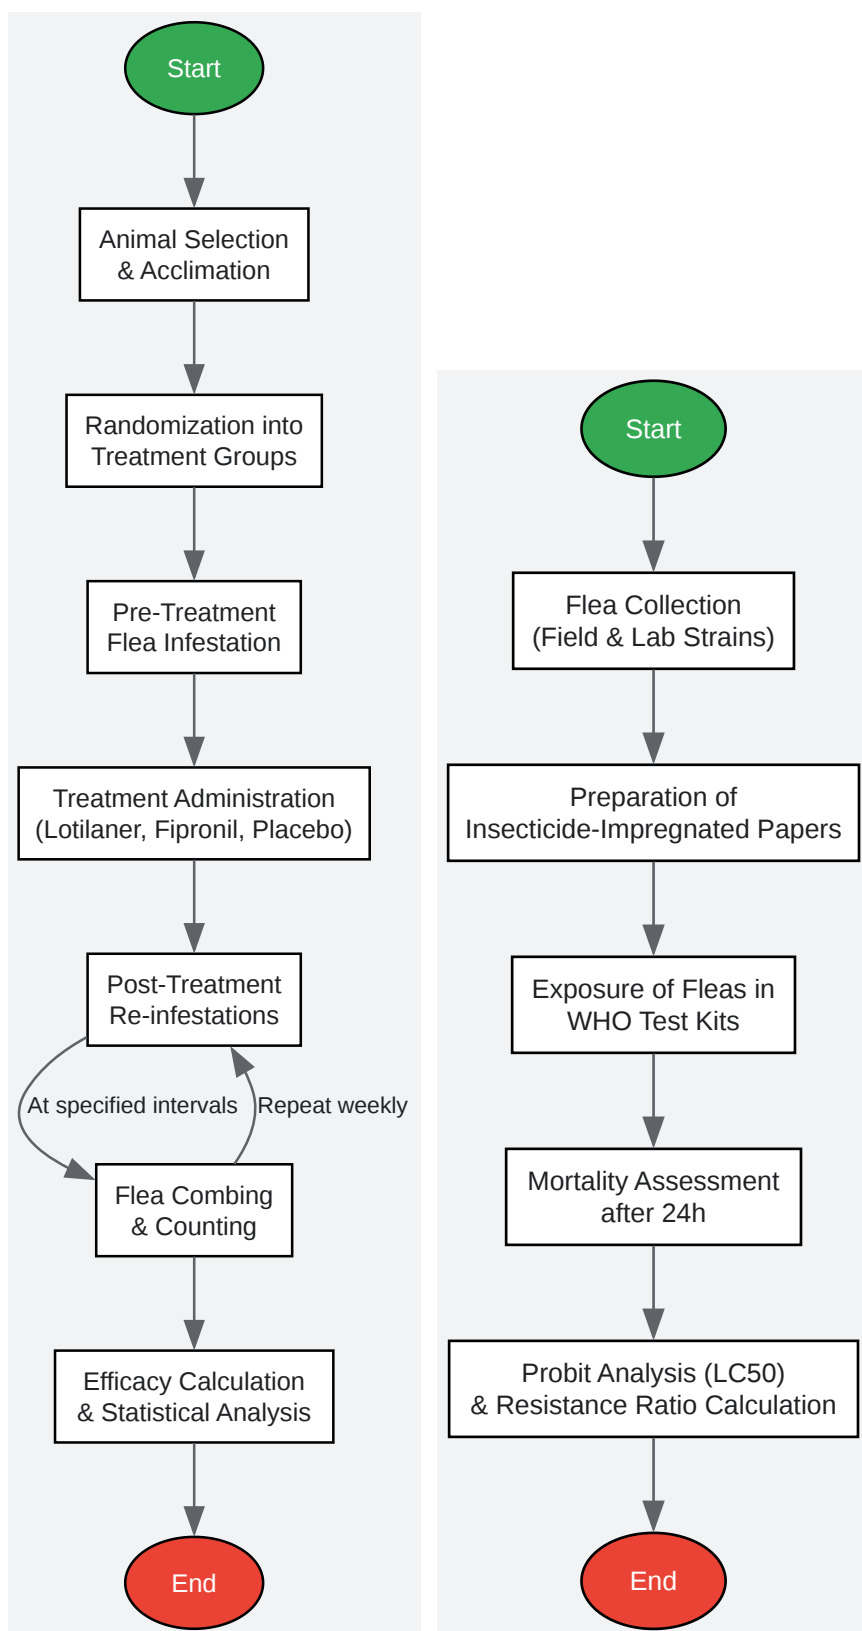 Start
Animal Selection
& Acclimation
Randomization into
Treatment Groups
Pre-Treatment
Flea Infestation
Treatment Administration
(Lotilaner, Fipronil, Placebo)
Post-Treatment
Re-infestations
At specified intervals
Repeat weekly
Flea Combing
& Counting
Efficacy Calculation
& Statistical Analysis
End
Start
Flea Collection
(Field & Lab Strains)
Preparation of
Insecticide-Impregnated Papers
Exposure of Fleas in
WHO Test Kits
Mortality Assessment
after 24h
Probit Analysis (LC50)
& Resistance Ratio Calculation
End